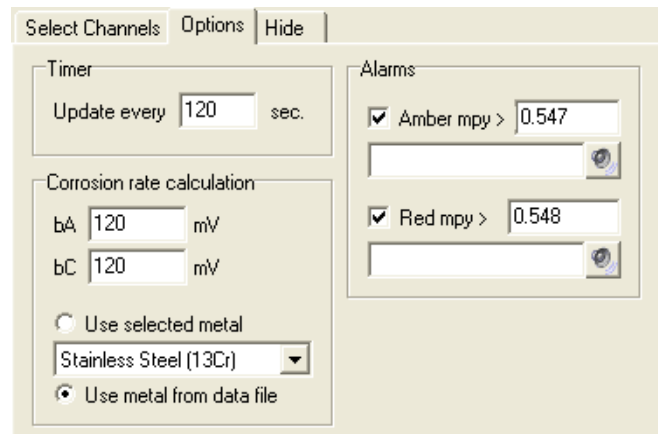 Select Channels Options Hide
Timer
Update every 120 sec.
Corrosion rate calculation
bA 120 mV
bC 120 mV
Use selected metal
Stainless Steel (13Cr)
Use metal from data file
Alarms
Amber mpy > 0.547
Red mpy > 0.548